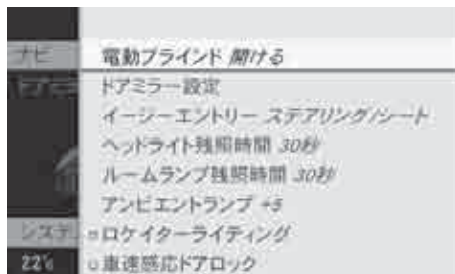 ナビ
電動ブラインド 開ける
ドアミラー設定
イージーエントリー ステアリング/シート
ヘッドライト残照時間 30秒
ルームランプ残照時間 30秒
アンビエントランプ +5
システ
ロケイターライティング
22℃
車速感応ドアロック